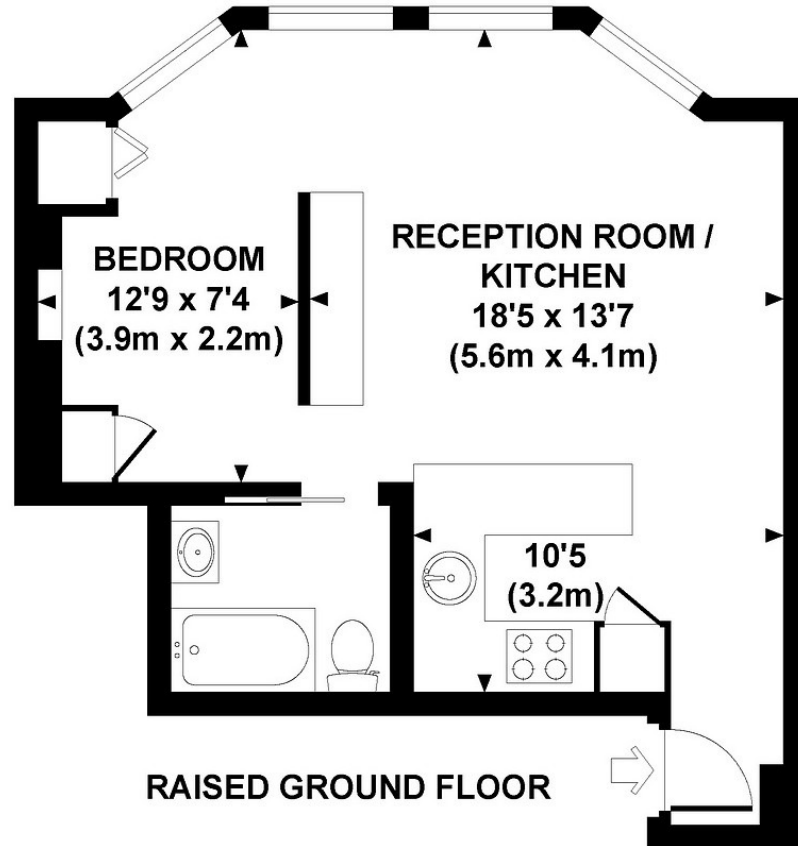 BEDROOM
12'9 x 7'4
(3.9m x 2.2m)
RECEPTION ROOM /
KITCHEN
18'5 x 13'7
(5.6m x 4.1m)
10'5
(3.2m)
RAISED GROUND FLOOR